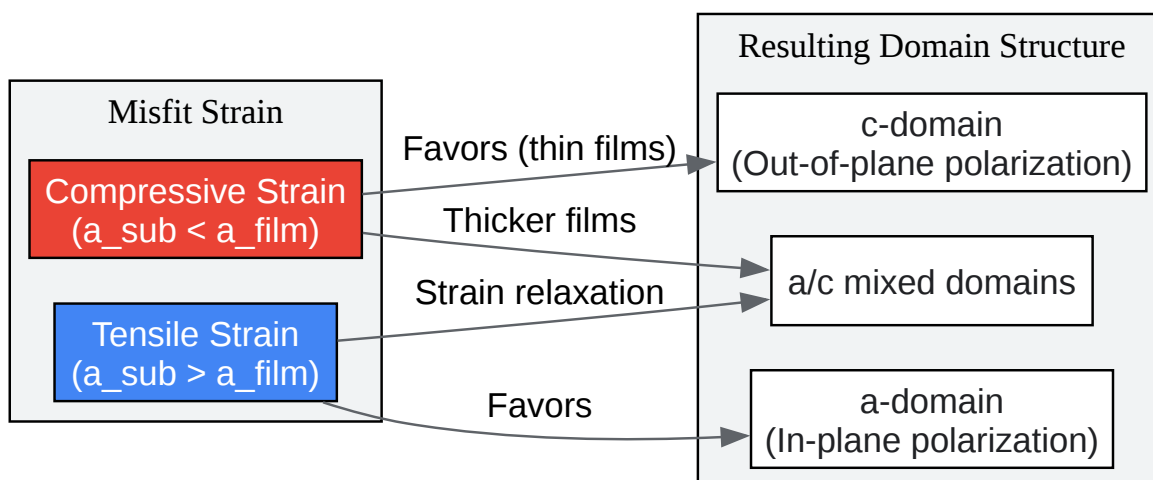 Misfit Strain
Compressive Strain
(a_sub < a_film)
Tensile Strain
(a_sub > a_film)
Favors (thin films)
Thicker films
Strain relaxation
Favors
Resulting Domain Structure
c-domain
(Out-of-plane polarization)
a/c mixed domains
a-domain
(In-plane polarization)